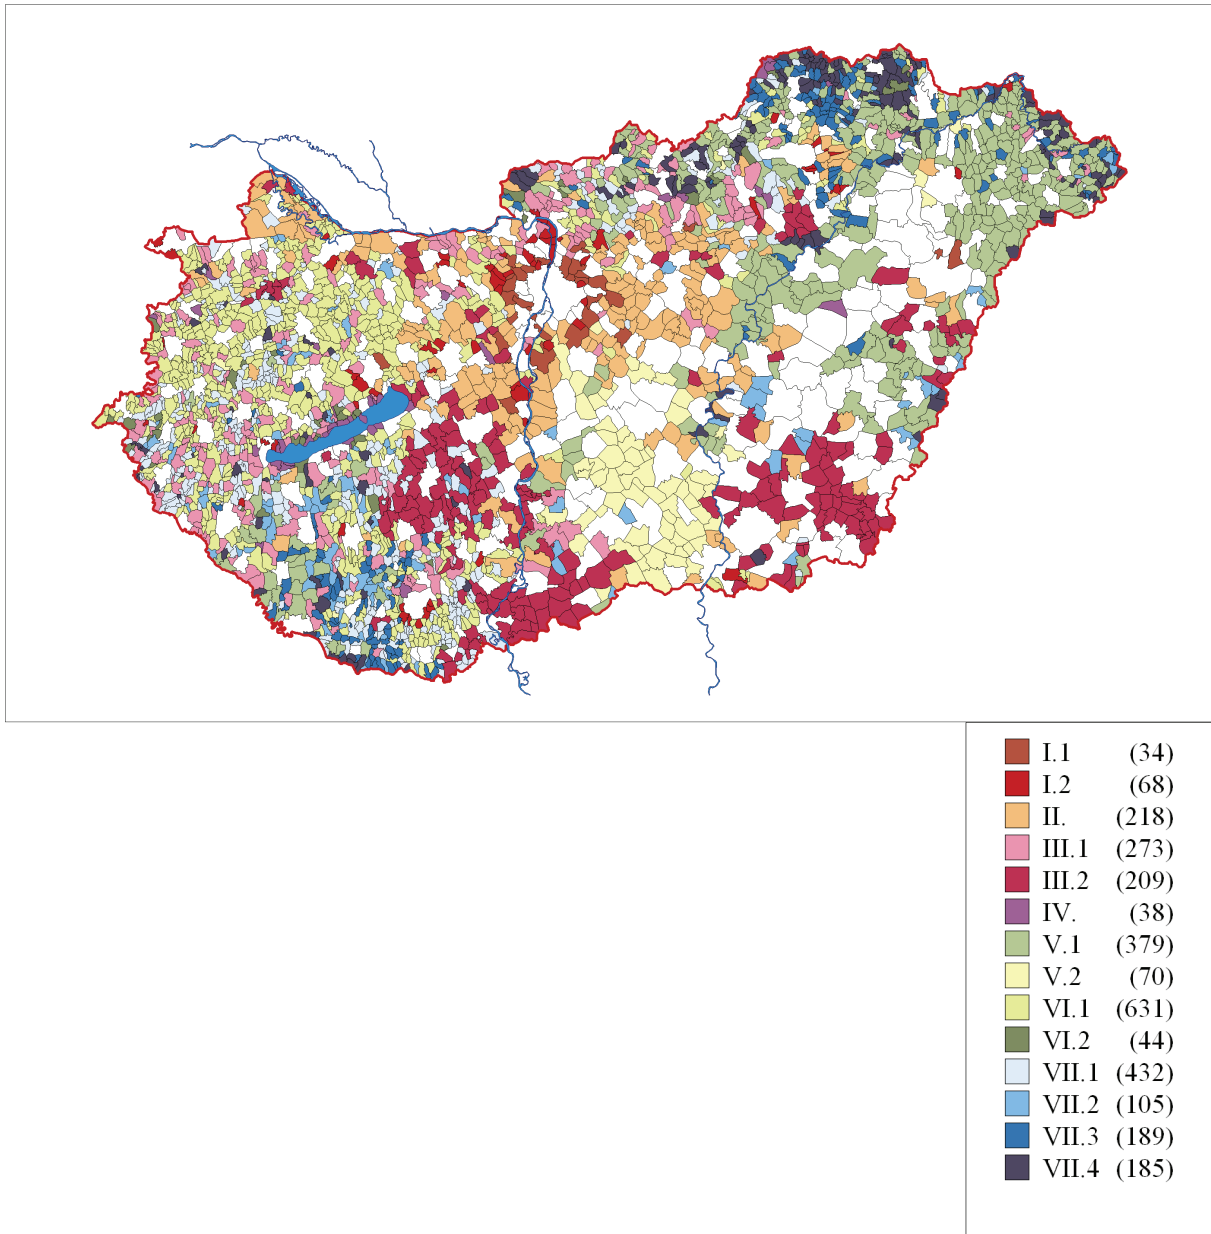 I.1 (34)
I.2 (68)
II. (218)
III.1 (273)
III.2 (209)
IV. (38)
V.1 (379)
V.2 (70)
VI.1 (631)
VI.2 (44)
VII.1 (432)
VII.2 (105)
VII.3 (189)
VII.4 (185)